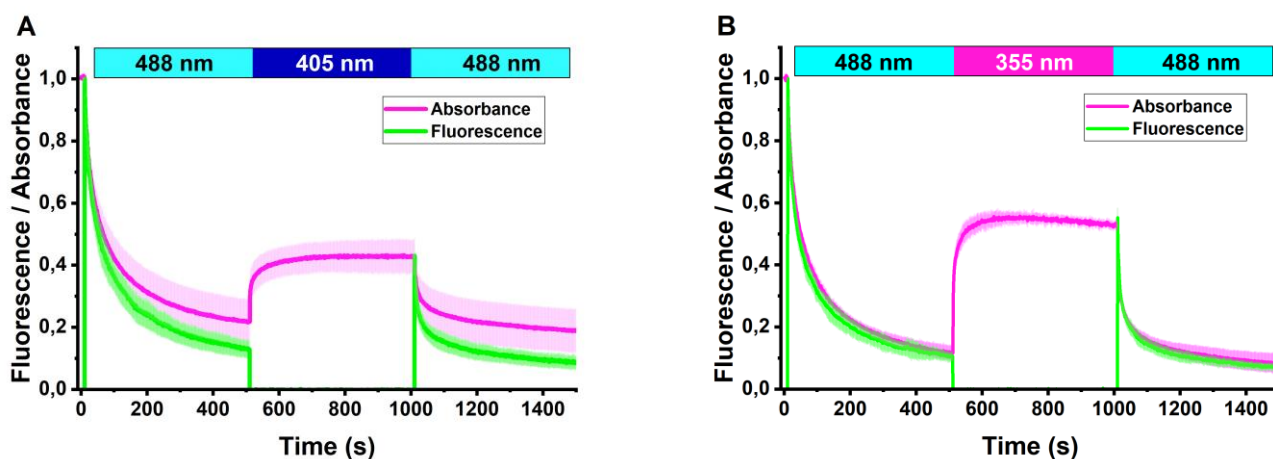 A
488 nm 405 nm 488 nm
Absorbance
Fluorescence
Fluorescence / Absorbance
1,0
0,8
0,6
0,4
0,2
0,0
0 200 400 600 800 1000 1200 1400
Time (s)
B
488 nm 355 nm 488 nm
Absorbance
Fluorescence
Fluorescence / Absorbance
1,0
0,8
0,6
0,4
0,2
0,0
0 200 400 600 800 1000 1200 1400
Time (s)